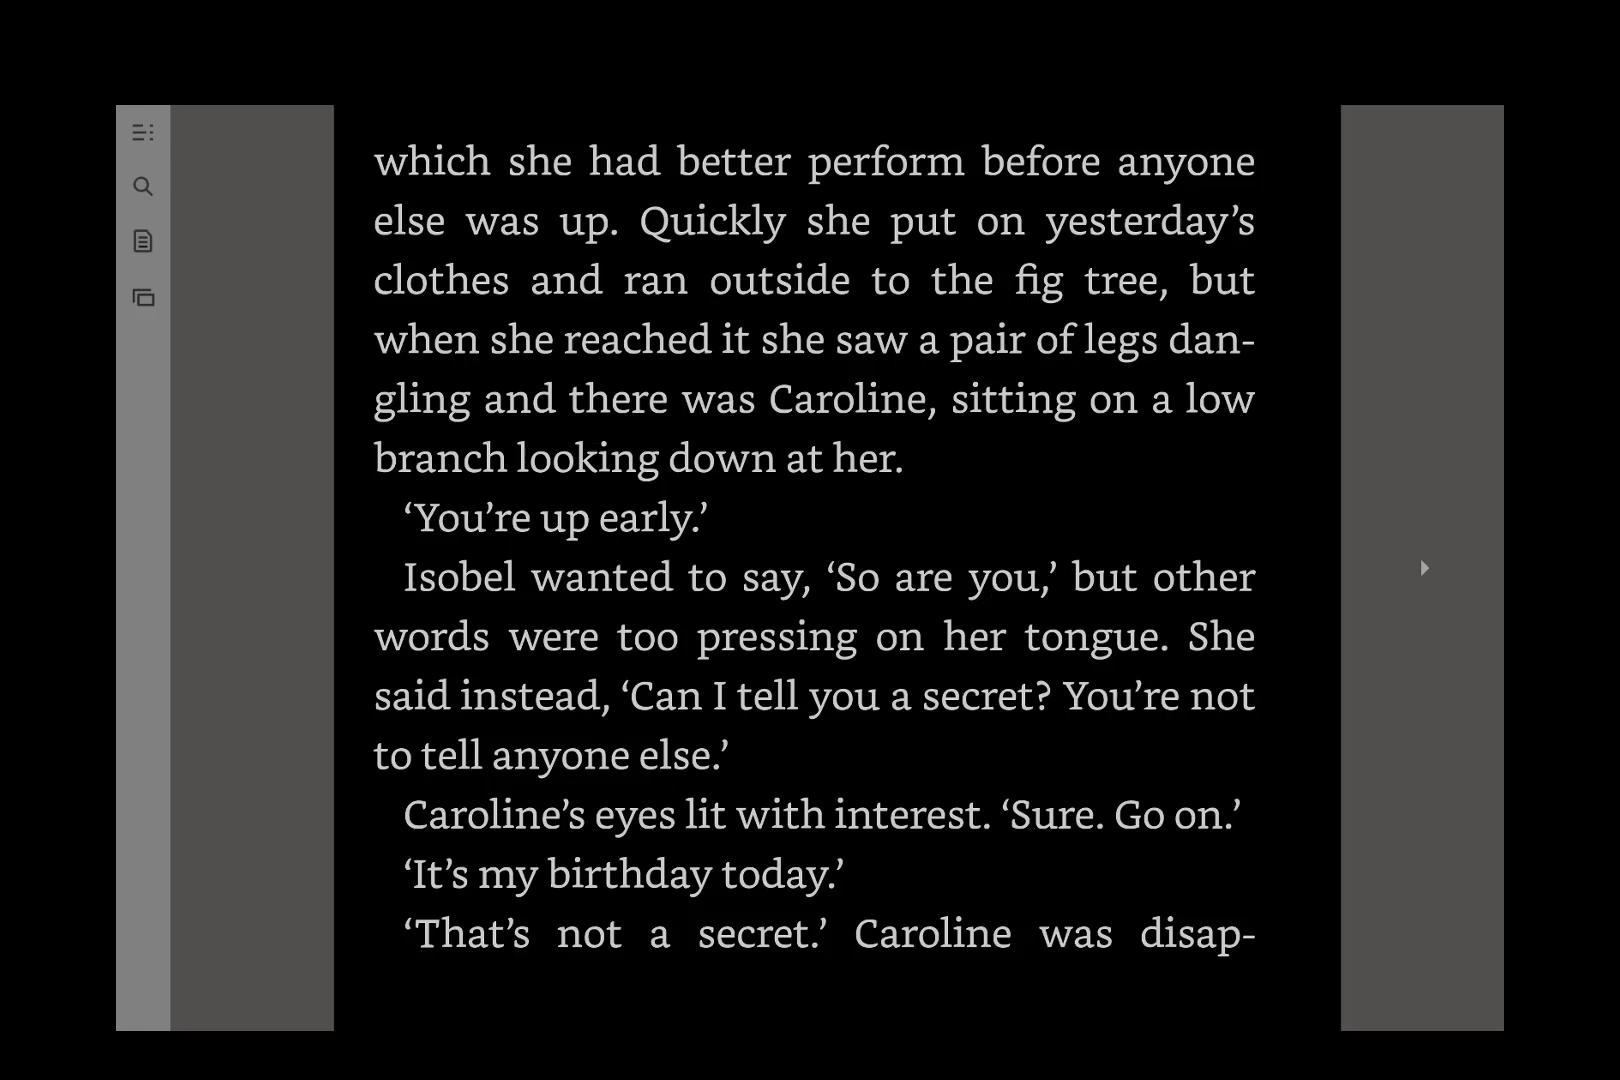 which she had better perform before anyone
else was up. Quickly she put on yesterday’s
clothes and ran outside to the fig tree, but
when she reached it she saw a pair of legs dan-
gling and there was Caroline, sitting on a low
branch looking down at her.
‘You’re up early.’
Isobel wanted to say, ‘So are you,’ but other
words were too pressing on her tongue. She
said instead, ‘Can I tell you a secret? You’re not
to tell anyone else.’
Caroline’s eyes lit with interest. ‘Sure. Go on.’
‘It’s my birthday today.’
‘That’s not a secret.’ Caroline was disap-